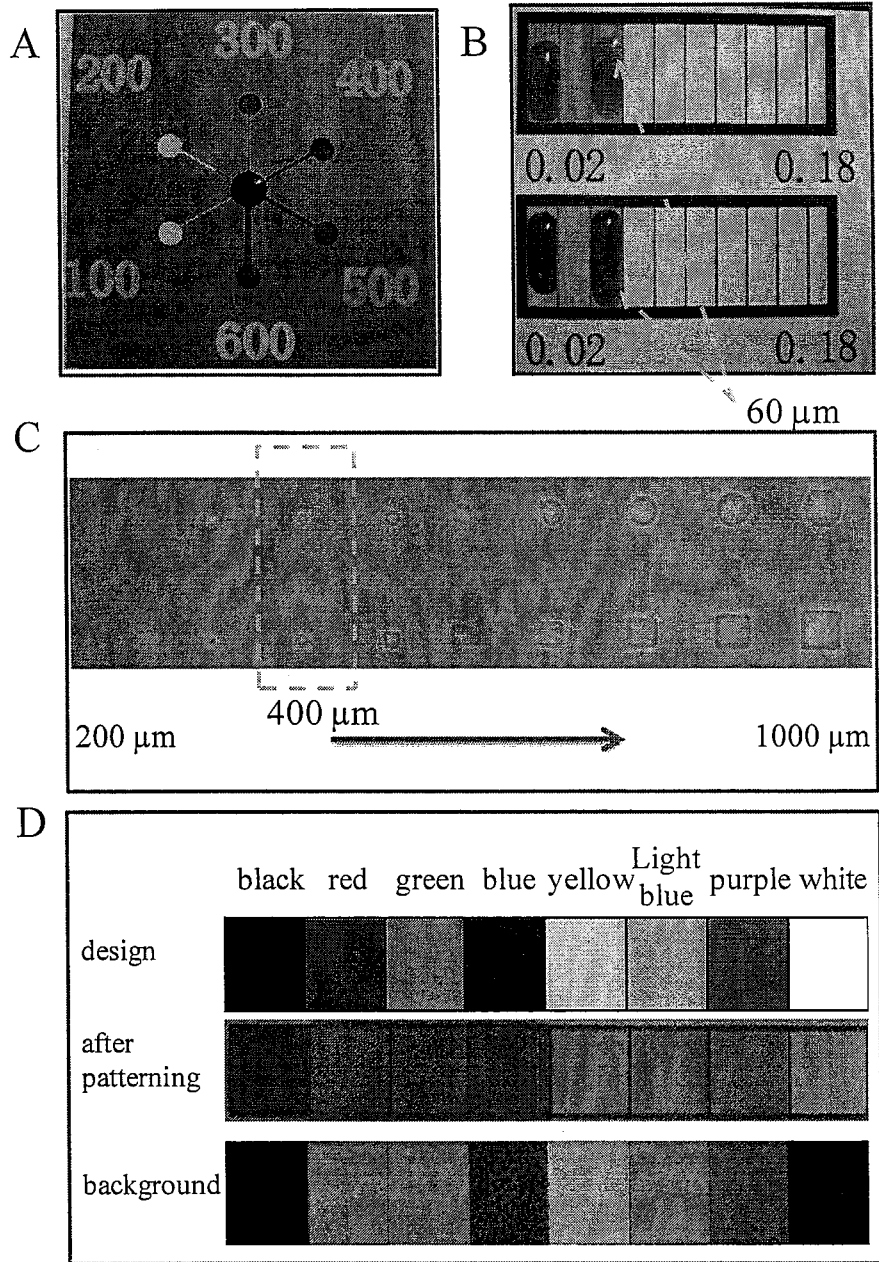 A
300
200
400
100
500
600
B
0.02
0.18
0.02
0.18
60 μm
C
400 μm
200 μm
1000 μm
D
black red green blue yellow Light blue purple white
design
after
patterning
background